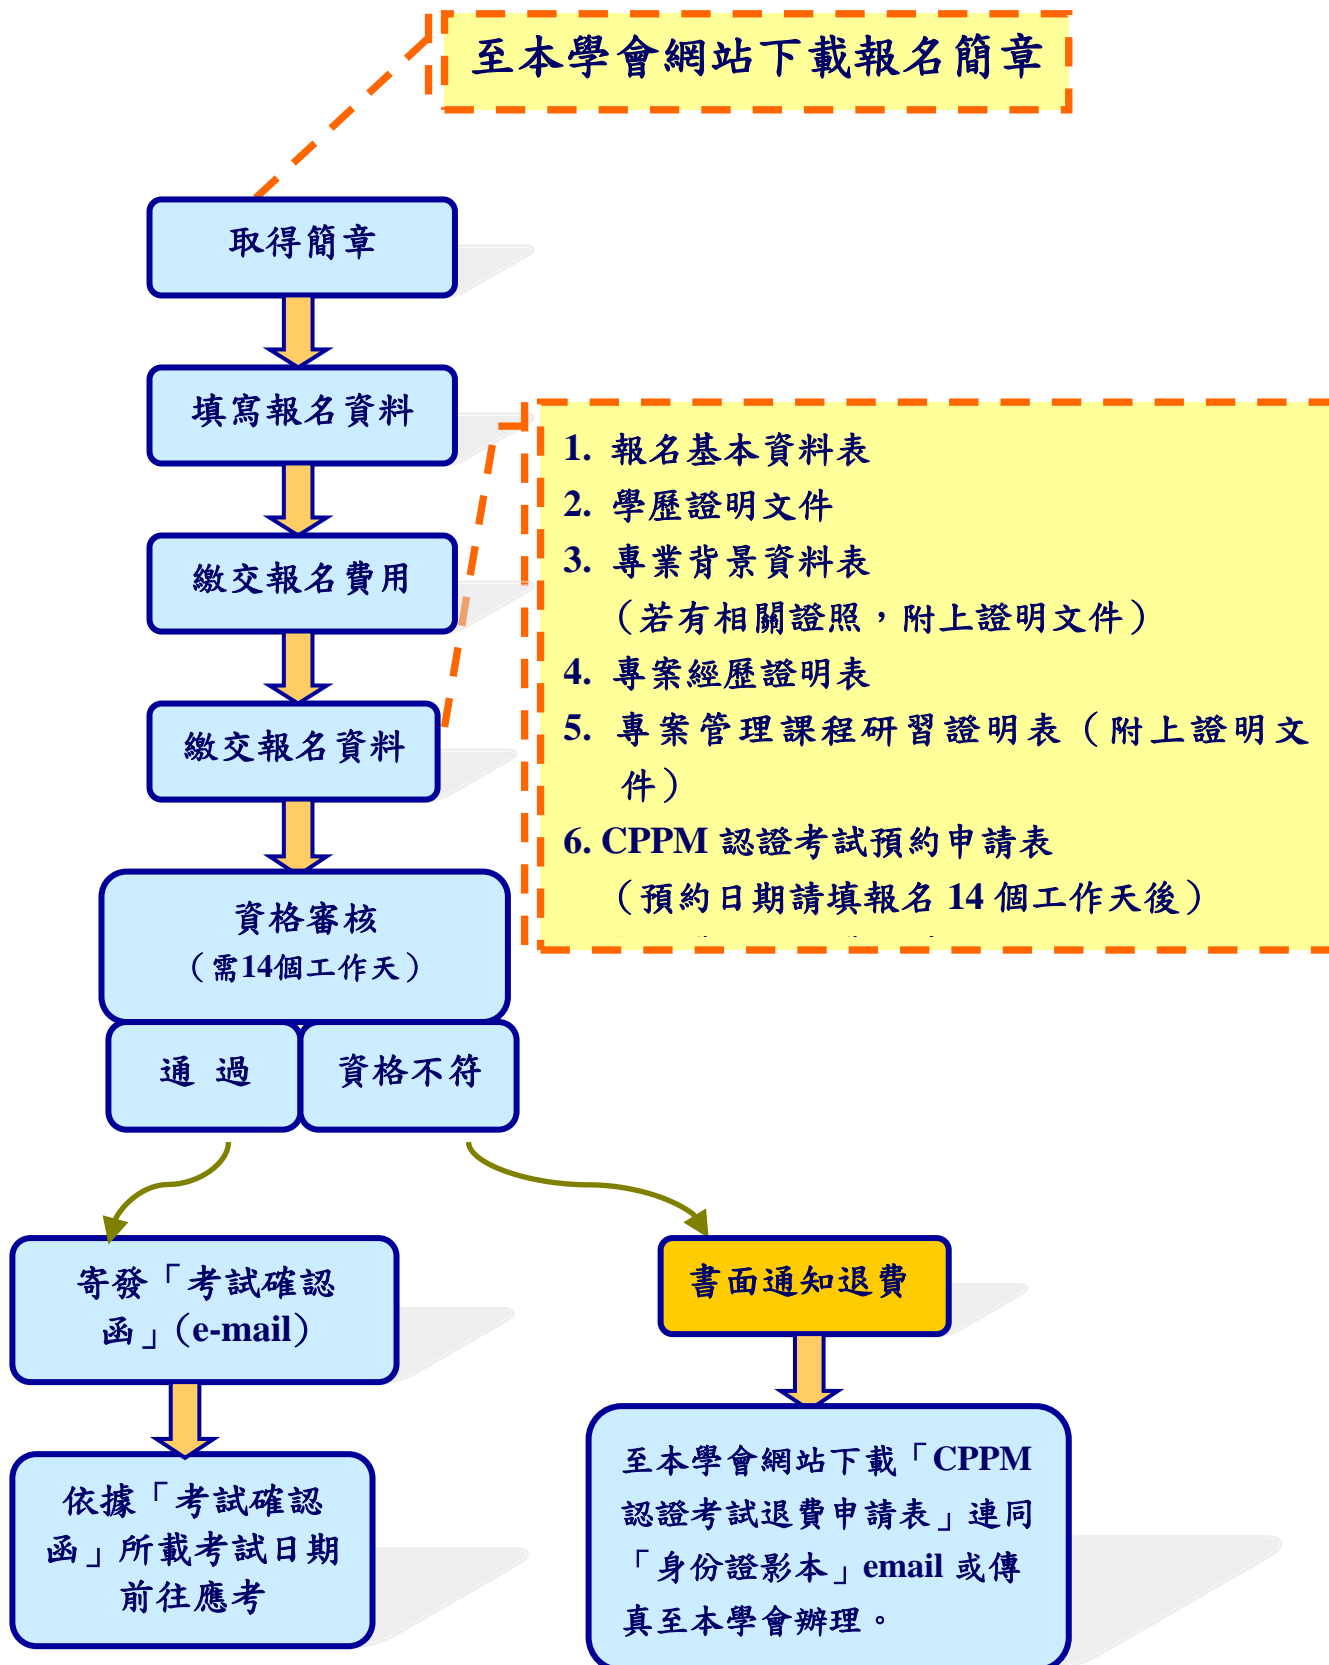 至本學會網站下載報名簡章
取得簡章
填寫報名資料
繳交報名費用
繳交報名資料
1. 報名基本資料表
2. 學歷證明文件
3. 專業背景資料表
（若有相關證照，附上證明文件）
4. 專案經歷證明表
5. 專案管理課程研習證明表（附上證明文
件）
6. CPPM 認證考試預約申請表
（預約日期請填報名 14 個工作天後）
資格審核
（需14個工作天）
通 過
資格不符
寄發「考試確認
函」（e-mail）
依據「考試確認
函」所載考試日期
前往應考
書面通知退費
至本學會網站下載「CPPM
認證考試退費申請表」連同
「身份證影本」email 或傳
真至本學會辦理。